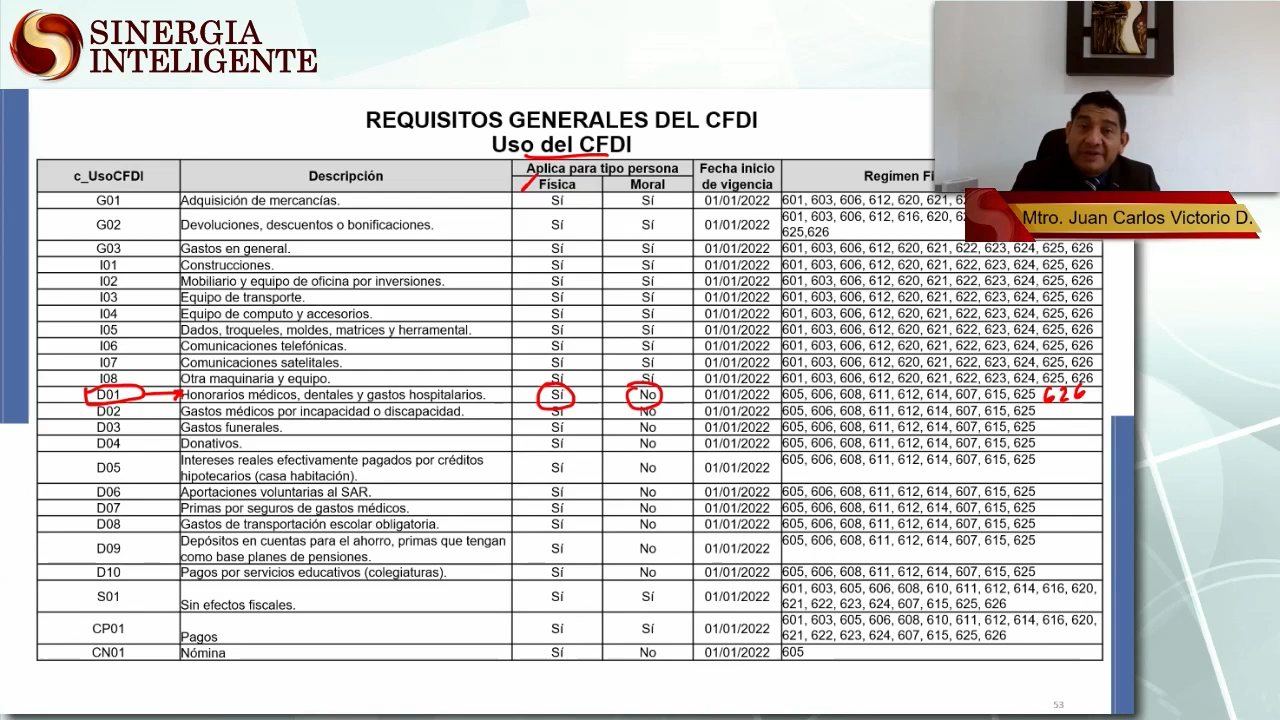 SINERGIA
INTELIGENTE
REQUISITOS GENERALES DEL CFDI
Uso del CFDI
c_UsoCFDI Descripción Aplica para tipo persona Fecha inicio de vigencia Regímen
Física Moral
G01 Adquisición de mercancías. Sí Sí 01/01/2022 601, 603, 606, 612, 620, 621,
G02 Devoluciones, descuentos o bonificaciones. Sí Sí 01/01/2022 601, 603, 606, 612, 616, 620,
625,626
G03 Gastos en general. Sí Sí 01/01/2022 601, 603, 606, 612, 620, 621, 622, 623, 624, 625, 626
I01 Construcciones. Sí Sí 01/01/2022 601, 603, 606, 612, 620, 621, 622, 623, 624, 625, 626
I02 Mobiliario y equipo de oficina por inversiones. Sí Sí 01/01/2022 601, 603, 606, 612, 620, 621, 622, 623, 624, 625, 626
I03 Equipo de transporte. Sí Sí 01/01/2022 601, 603, 606, 612, 620, 621, 622, 623, 624, 625, 626
I04 Equipo de computo y accesorios. Sí Sí 01/01/2022 601, 603, 606, 612, 620, 621, 622, 623, 624, 625, 626
I05 Dados, troqueles, moldes, matrices y herramental. Sí Sí 01/01/2022 601, 603, 606, 612, 620, 621, 622, 623, 624, 625, 626
I06 Comunicaciones telefónicas. Sí Sí 01/01/2022 601, 603, 606, 612, 620, 621, 622, 623, 624, 625, 626
I07 Comunicaciones satelitales. Sí Sí 01/01/2022 601, 603, 606, 612, 620, 621, 622, 623, 624, 625, 626
I08 Otra maquinaria y equipo. Sí Sí 01/01/2022 601, 603, 606, 612, 620, 621, 622, 623, 624, 625, 626
D01 Honorarios médicos, dentales y gastos hospitalarios. Sí No 01/01/2022 605, 606, 608, 611, 612, 614, 607, 615, 625 626
D02 Gastos médicos por incapacidad o discapacidad. Sí No 01/01/2022 605, 606, 608, 611, 612, 614, 607, 615, 625
D03 Gastos funerales. Sí No 01/01/2022 605, 606, 608, 611, 612, 614, 607, 615, 625
D04 Donativos. Sí No 01/01/2022 605, 606, 608, 611, 612, 614, 607, 615, 625
D05 Intereses reales efectivamente pagados por créditos Sí No 01/01/2022 605, 606, 608, 611, 612, 614, 607, 615, 625
hipotecarios (casa habitación).
D06 Aportaciones voluntarias al SAR. Sí No 01/01/2022 605, 606, 608, 611, 612, 614, 607, 615, 625
D07 Primas por seguros de gastos médicos. Sí No 01/01/2022 605, 606, 608, 611, 612, 614, 607, 615, 625
D08 Gastos de transportación escolar obligatoria. Sí No 01/01/2022 605, 606, 608, 611, 612, 614, 607, 615, 625
D09 Depósitos en cuentas para el ahorro, primas que tengan Sí No 01/01/2022 605, 606, 608, 611, 612, 614, 607, 615, 625
como base planes de pensiones.
D10 Pagos por servicios educativos (colegiaturas). Sí No 01/01/2022 605, 606, 608, 611, 612, 614, 607, 615, 625
S01 Sin efectos fiscales. Sí Sí 01/01/2022 601, 603, 605, 606, 608, 610, 611, 612, 614, 616, 620,
621, 622, 623, 624, 607, 615, 625, 626
CP01 Pagos Sí Sí 01/01/2022 601, 603, 605, 606, 608, 610, 611, 612, 614, 616, 620,
621, 622, 623, 624, 607, 615, 625, 626
CN01 Nómina Sí No 01/01/2022 605
Mtro. Juan Carlos Victorio D.
53